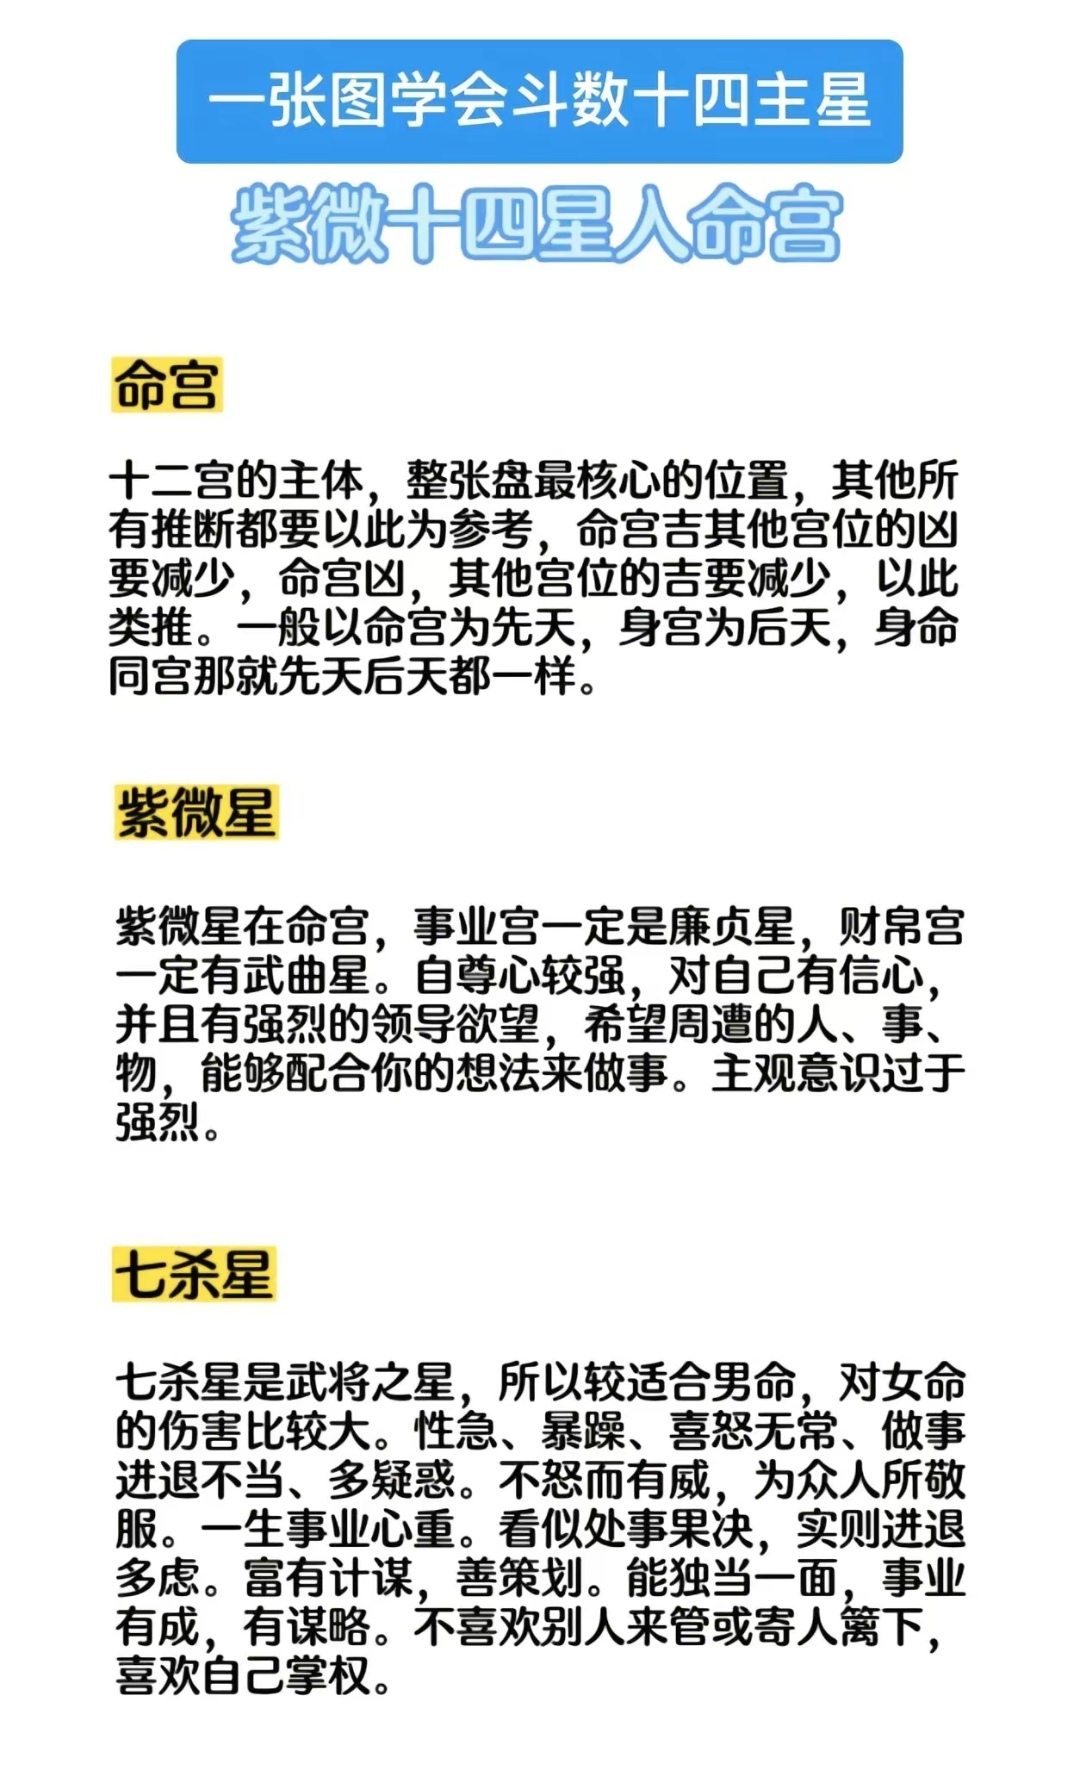 一张图学会斗数十四主星
紫微十四星入命宫
命宫
十二宫的主体，整张盘最核心的位置，其他所
有推断都要以此为参考，命宫吉其他宫位的凶
要减少，命宫凶，其他宫位的吉要减少，以此
类推。一般以命宫为先天，身宫为后天，身命
同宫那就先天后天都一样。
紫微星
紫微星在命宫，事业宫一定是廉贞星，财帛宫
一定有武曲星。自尊心较强，对自己有信心，
并且有强烈的领导欲望，希望周遭的人、事、
物，能够配合你的想法来做事。主观意识过于
强烈。
七杀星
七杀星是武将之星，所以较适合男命，对女命
的伤害比较大。性急、暴躁、喜怒无常、做事
进退不当、多疑惑。不怒而有威，为众人所敬
服。一生事业心重。看似处事果决，实则进退
多虑。富有计谋，善策划。能独当一面，事业
有成，有谋略。不喜欢别人来管或寄人篱下，
喜欢自己掌权。